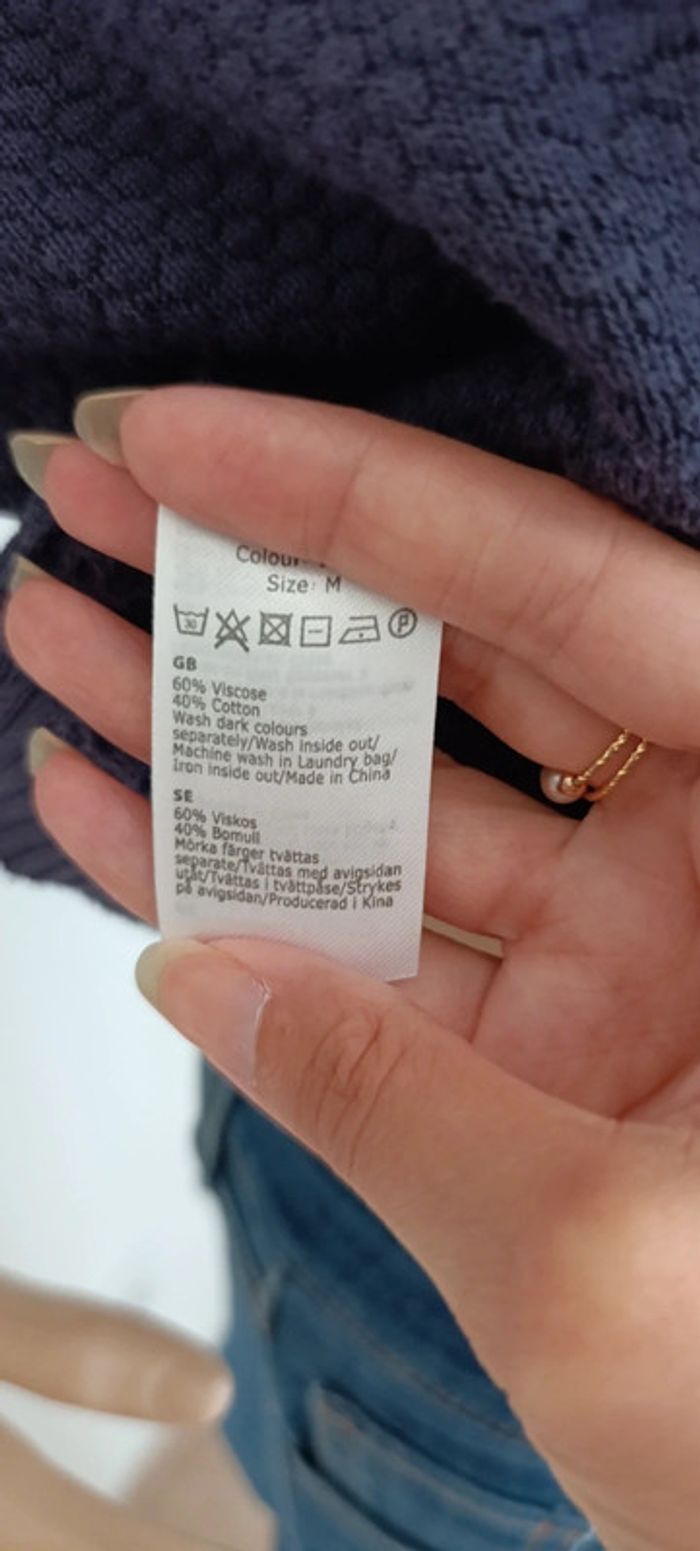 Colour:
Size: M
30 P
GB
60% Viscose
40% Cotton
Wash dark colours
separately/Wash inside out/
Machine wash in Laundry bag/
Iron inside out/Made in China
SE
60% Viskos
40% Bomull
Mörka färger tvättas
separate/Tvättas med avigsidan
utåt/Tvättas i tvättpåse/Strykes
på avigsidan/Producerad i Kina